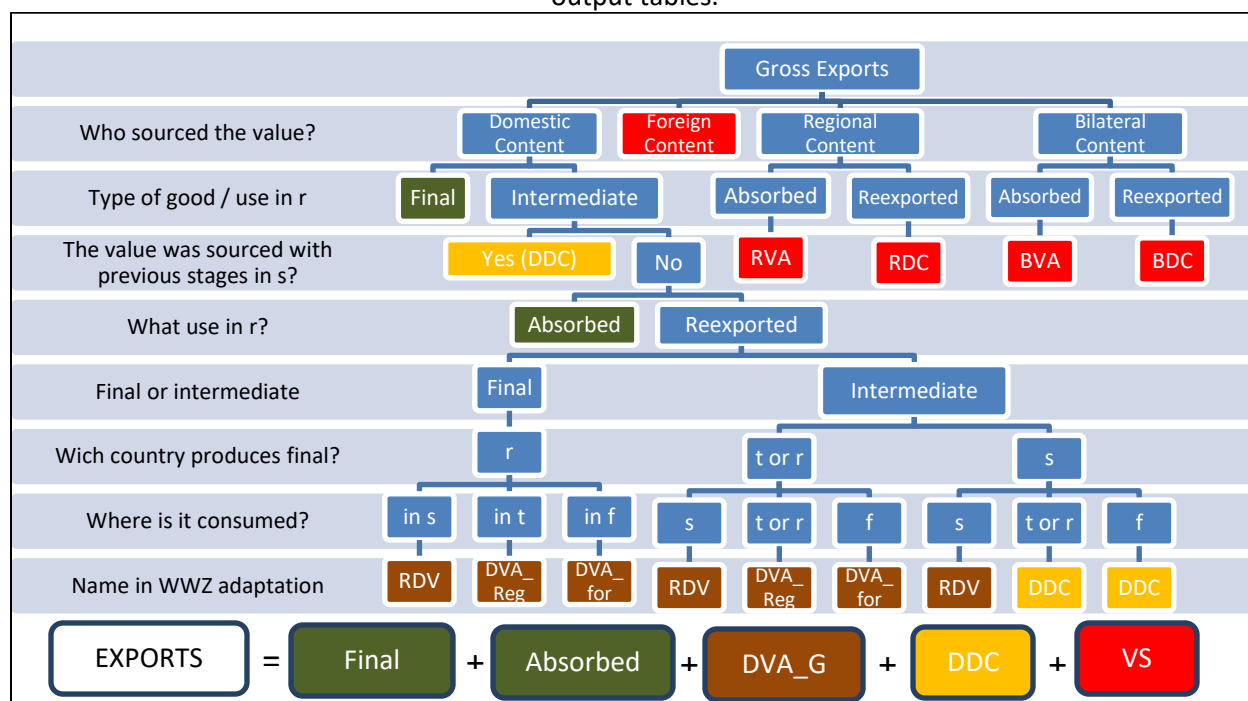 output tables.
Gross Exports
Who sourced the value?
Domestic
Content
Foreign
Content
Regional
Content
Bilateral
Content
Type of good / use in r
Final
Intermediate
Absorbed
Reexported
Absorbed
Reexported
The value was sourced with
previous stages in s?
Yes (DDC)
No
RVA
RDC
BVA
BDC
What use in r?
Absorbed
Reexported
Final or intermediate
Final
Intermediate
Wich country produces final?
r
t or r
s
Where is it consumed?
in s
in t
in f
s
t or r
f
s
t or r
f
Name in WWZ adaptation
RDV
DVA_
Reg
DVA_
for
RDV
DVA_
Reg
DVA_
for
RDV
DDC
DDC
EXPORTS = Final + Absorbed + DVA_G + DDC + VS